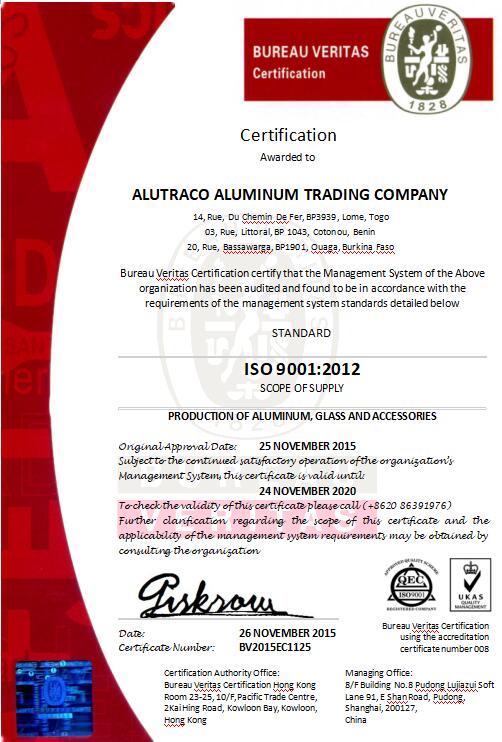 BUREAU VERITAS
Certification
BUREAU VERITAS
1828
Certification
Awarded to
ALUTRACO ALUMINUM TRADING COMPANY
14, Rue, Du Chemin De Fer, BP3939, Lome, Togo
03, Rue, Littoral, BP 1043, Cotonou, Benin
20, Rue, Bassawarga, BP1901, Ouaga, Burkina Faso
Bureau Veritas Certification certify that the Management System of the Above
organization has been audited and found to be in accordance with the
requirements of the management system standards detailed below
STANDARD
ISO 9001:2012
SCOPE OF SUPPLY
PRODUCTION OF ALUMINUM, GLASS AND ACCESSORIES
Original Approval Date: 25 NOVEMBER 2015
Subject to the continued satisfactory operation of the organization's
Management System, this certificate is valid until:
24 NOVEMBER 2020
To check the validity of this certificate please call (+8620 86391976)
Further clarification regarding the scope of this certificate and the
applicability of the management system requirements may be obtained by
consulting the organization
VERITAS
APPROVED QUALITY SCHEME
QEC
ISO9001
REGISTERED COMPANY
UKAS
QUALITY
MANAGEMENT
Date: 26 NOVEMBER 2015
Certificate Number: BV2015EC1125
Bureau Veritas Certification
using the accreditation
certificate number 008
Certification Authority Office:
Bureau Veritas Certification Hong Kong
Room 23-25, 10/F, Pacific Trade Centre,
2Kai Hing Road, Kowloon Bay, Kowloon,
Hong Kong
Managing Office:
8/F Building No.8 Pudong Lujiazui Soft
Lane 91, E Shan Road, Pudong,
Shanghai, 200127,
China